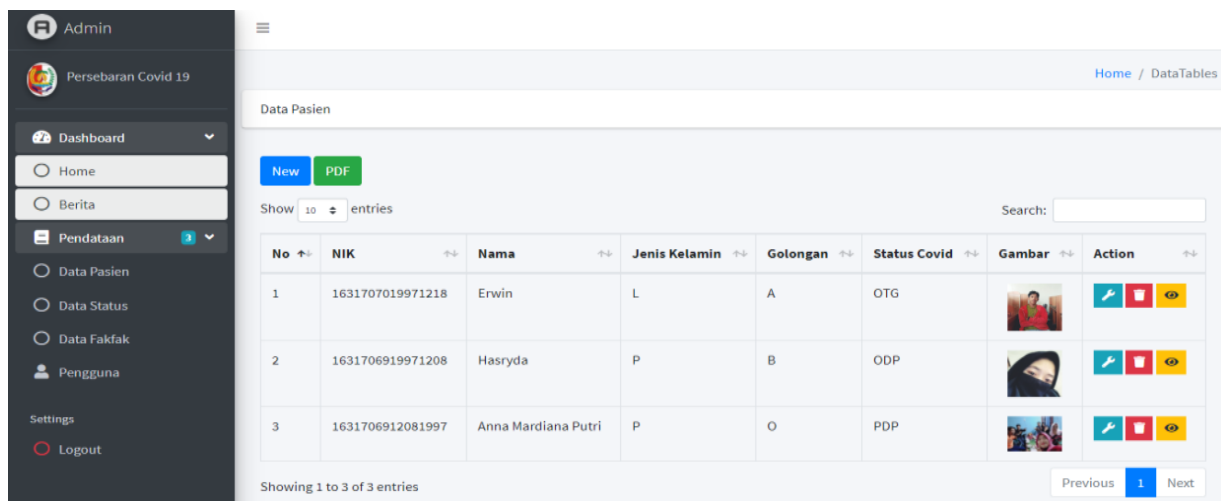 Admin
Persebaran Covid 19
Dashboard
Home
Berita
Pendataan 3
Data Pasien
Data Status
Data Fakfak
Pengguna
Settings
Logout
Home / DataTables
Data Pasien
New PDF
Show 10 entries Search:
No NIK Nama Jenis Kelamin Golongan Status Covid Gambar Action
1 1631707019971218 Erwin L A OTG
2 1631706919971208 Hasryda P B ODP
3 1631706912081997 Anna Mardiana Putri P O PDP
Showing 1 to 3 of 3 entries Previous 1 Next